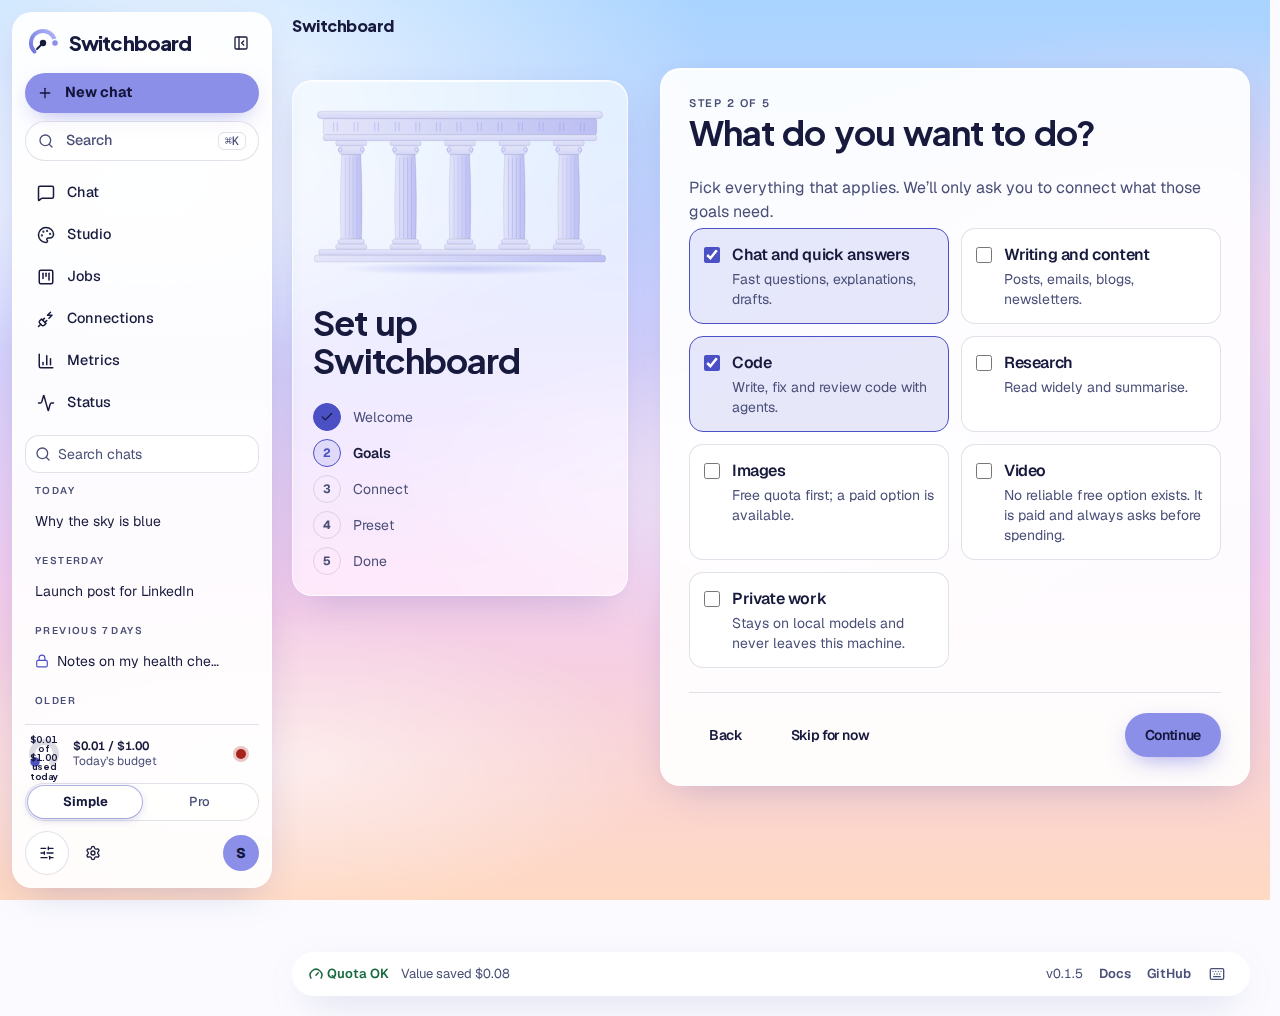 Switchboard
New chat
Search ⌘K
Chat
Studio
Jobs
Connections
Metrics
Status
Search chats
TODAY
Why the sky is blue
YESTERDAY
Launch post for LinkedIn
PREVIOUS 7 DAYS
Notes on my health che…
OLDER
$0.01
of
$1.00
used
today
$0.01 / $1.00
Today's budget
Simple
Pro
S
Switchboard
Set up
Switchboard
Welcome
2 Goals
3 Connect
4 Preset
5 Done
STEP 2 OF 5
What do you want to do?
Pick everything that applies. We’ll only ask you to connect what those
goals need.
Chat and quick answers
Fast questions, explanations,
drafts.
Writing and content
Posts, emails, blogs,
newsletters.
Code
Write, fix and review code with
agents.
Research
Read widely and summarise.
Images
Free quota first; a paid option is
available.
Video
No reliable free option exists. It
is paid and always asks before
spending.
Private work
Stays on local models and
never leaves this machine.
Back
Skip for now
Continue
Quota OK
Value saved $0.08
v0.1.5
Docs
GitHub